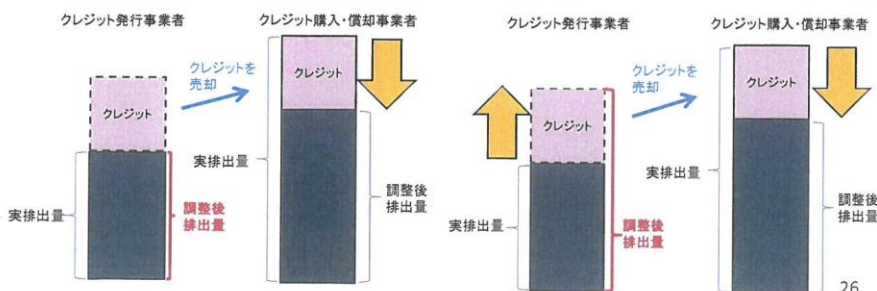 クレジット発行事業者
クレジット購入・償却事業者
クレジットを
売却
クレジット
クレジット
実排出量
調整後
排出量
実排出量
調整後
排出量
クレジット発行事業者
クレジット購入・償却事業者
クレジットを
売却
クレジット
クレジット
実排出量
調整後
排出量
実排出量
調整後
排出量
26